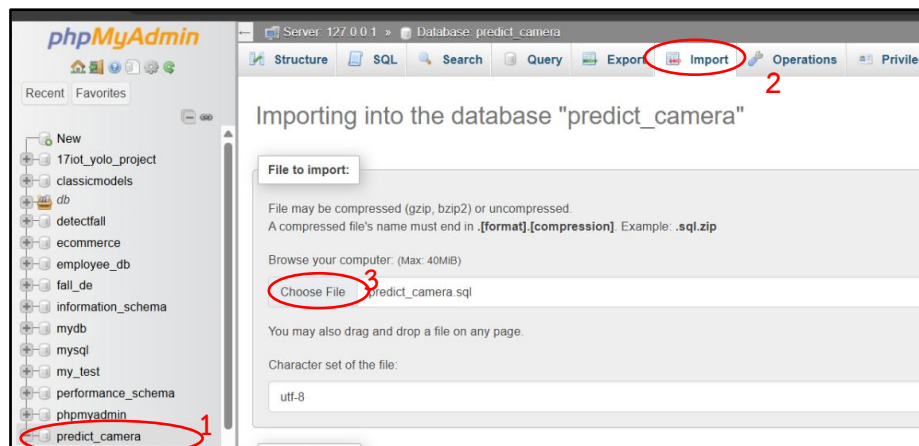 phpMyAdmin
Recent Favorites
New
17iot_yolo_project
classicmodels
db
detectfall
ecommerce
employee_db
fall_de
information_schema
mydb
mysql
my_test
performance_schema
phpmyadmin
predict_camera
1
Server: 127.0.0.1 » Database: predict_camera
Structure SQL Search Query Export Import Operations Privile
2
Importing into the database "predict_camera"
File to import:
File may be compressed (gzip, bzip2) or uncompressed.
A compressed file's name must end in .[format].[compression]. Example: .sql.zip
Browse your computer: (Max: 40MiB)
3
Choose File predict_camera.sql
You may also drag and drop a file on any page.
Character set of the file:
utf-8